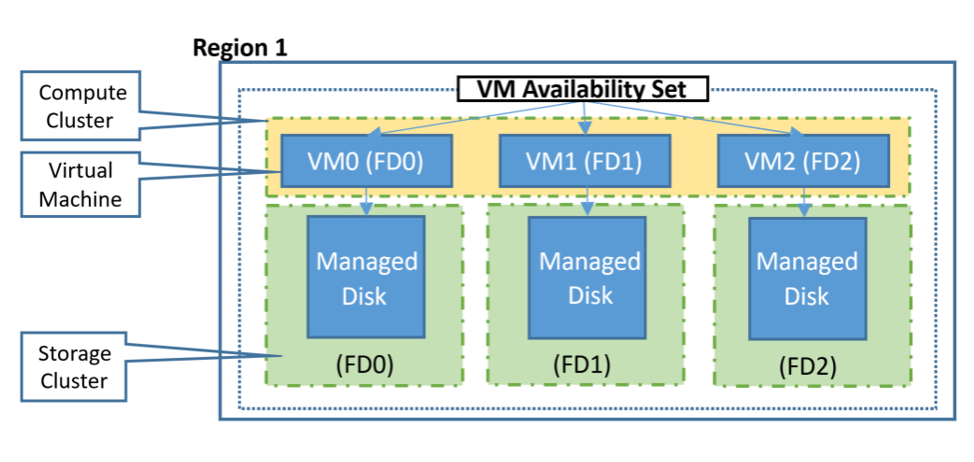 Region 1
Compute
Cluster
VM Availability Set
VM0 (FD0)
VM1 (FD1)
VM2 (FD2)
Virtual
Machine
Managed
Disk
Managed
Disk
Managed
Disk
Storage
Cluster
(FD0)
(FD1)
(FD2)